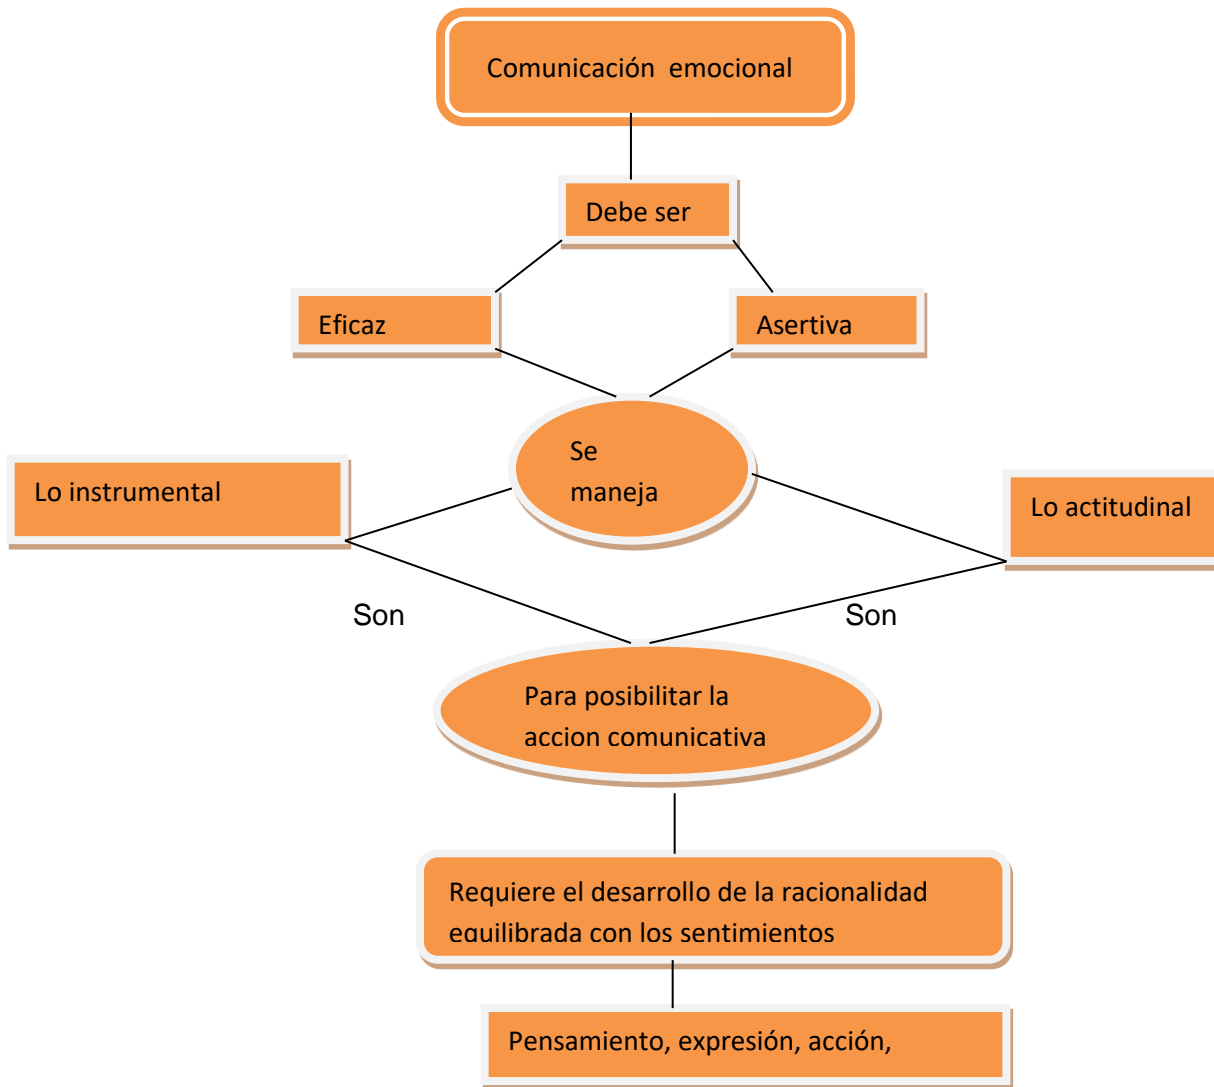 Comunicación emocional
Debe ser
Eficaz
Asertiva
Se
maneja
Lo instrumental
Lo actitudinal
Son
Son
Para posibilitar la
accion comunicativa
Requiere el desarrollo de la racionalidad
equilibrada con los sentimientos
Pensamiento, expresión, acción,